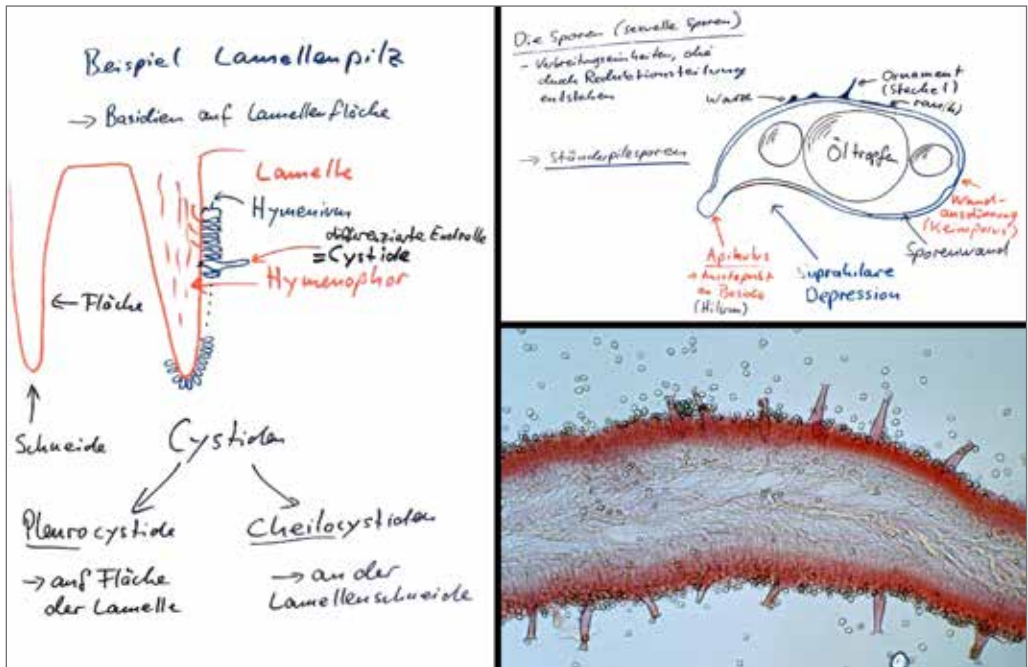 Beispiel Lamellenpilz
→ Basidien auf Lamellenfläche
Lamelle
Hymenium
differenzierte Endzelle
= Cystide
Hymenophor
← Fläche
Schneide
Cystiden
Pleurocystide
→ auf Fläche
der Lamelle
Cheilocystiden
→ an der
Lamellenschneide
Die Sporen (sexuelle Sporen)
- Verbreitungseinheiten, die
durch Reduktionsteilung
entstehen
→ Ständerpilzsporen
Warze
Ornament
(Stachel)
rau
Öltropfen
Wand-
ausdünnung
(Keimporus)
Sporenwand
Apikulus
an Basidie
(Hilum)
Suprahilare
Depression